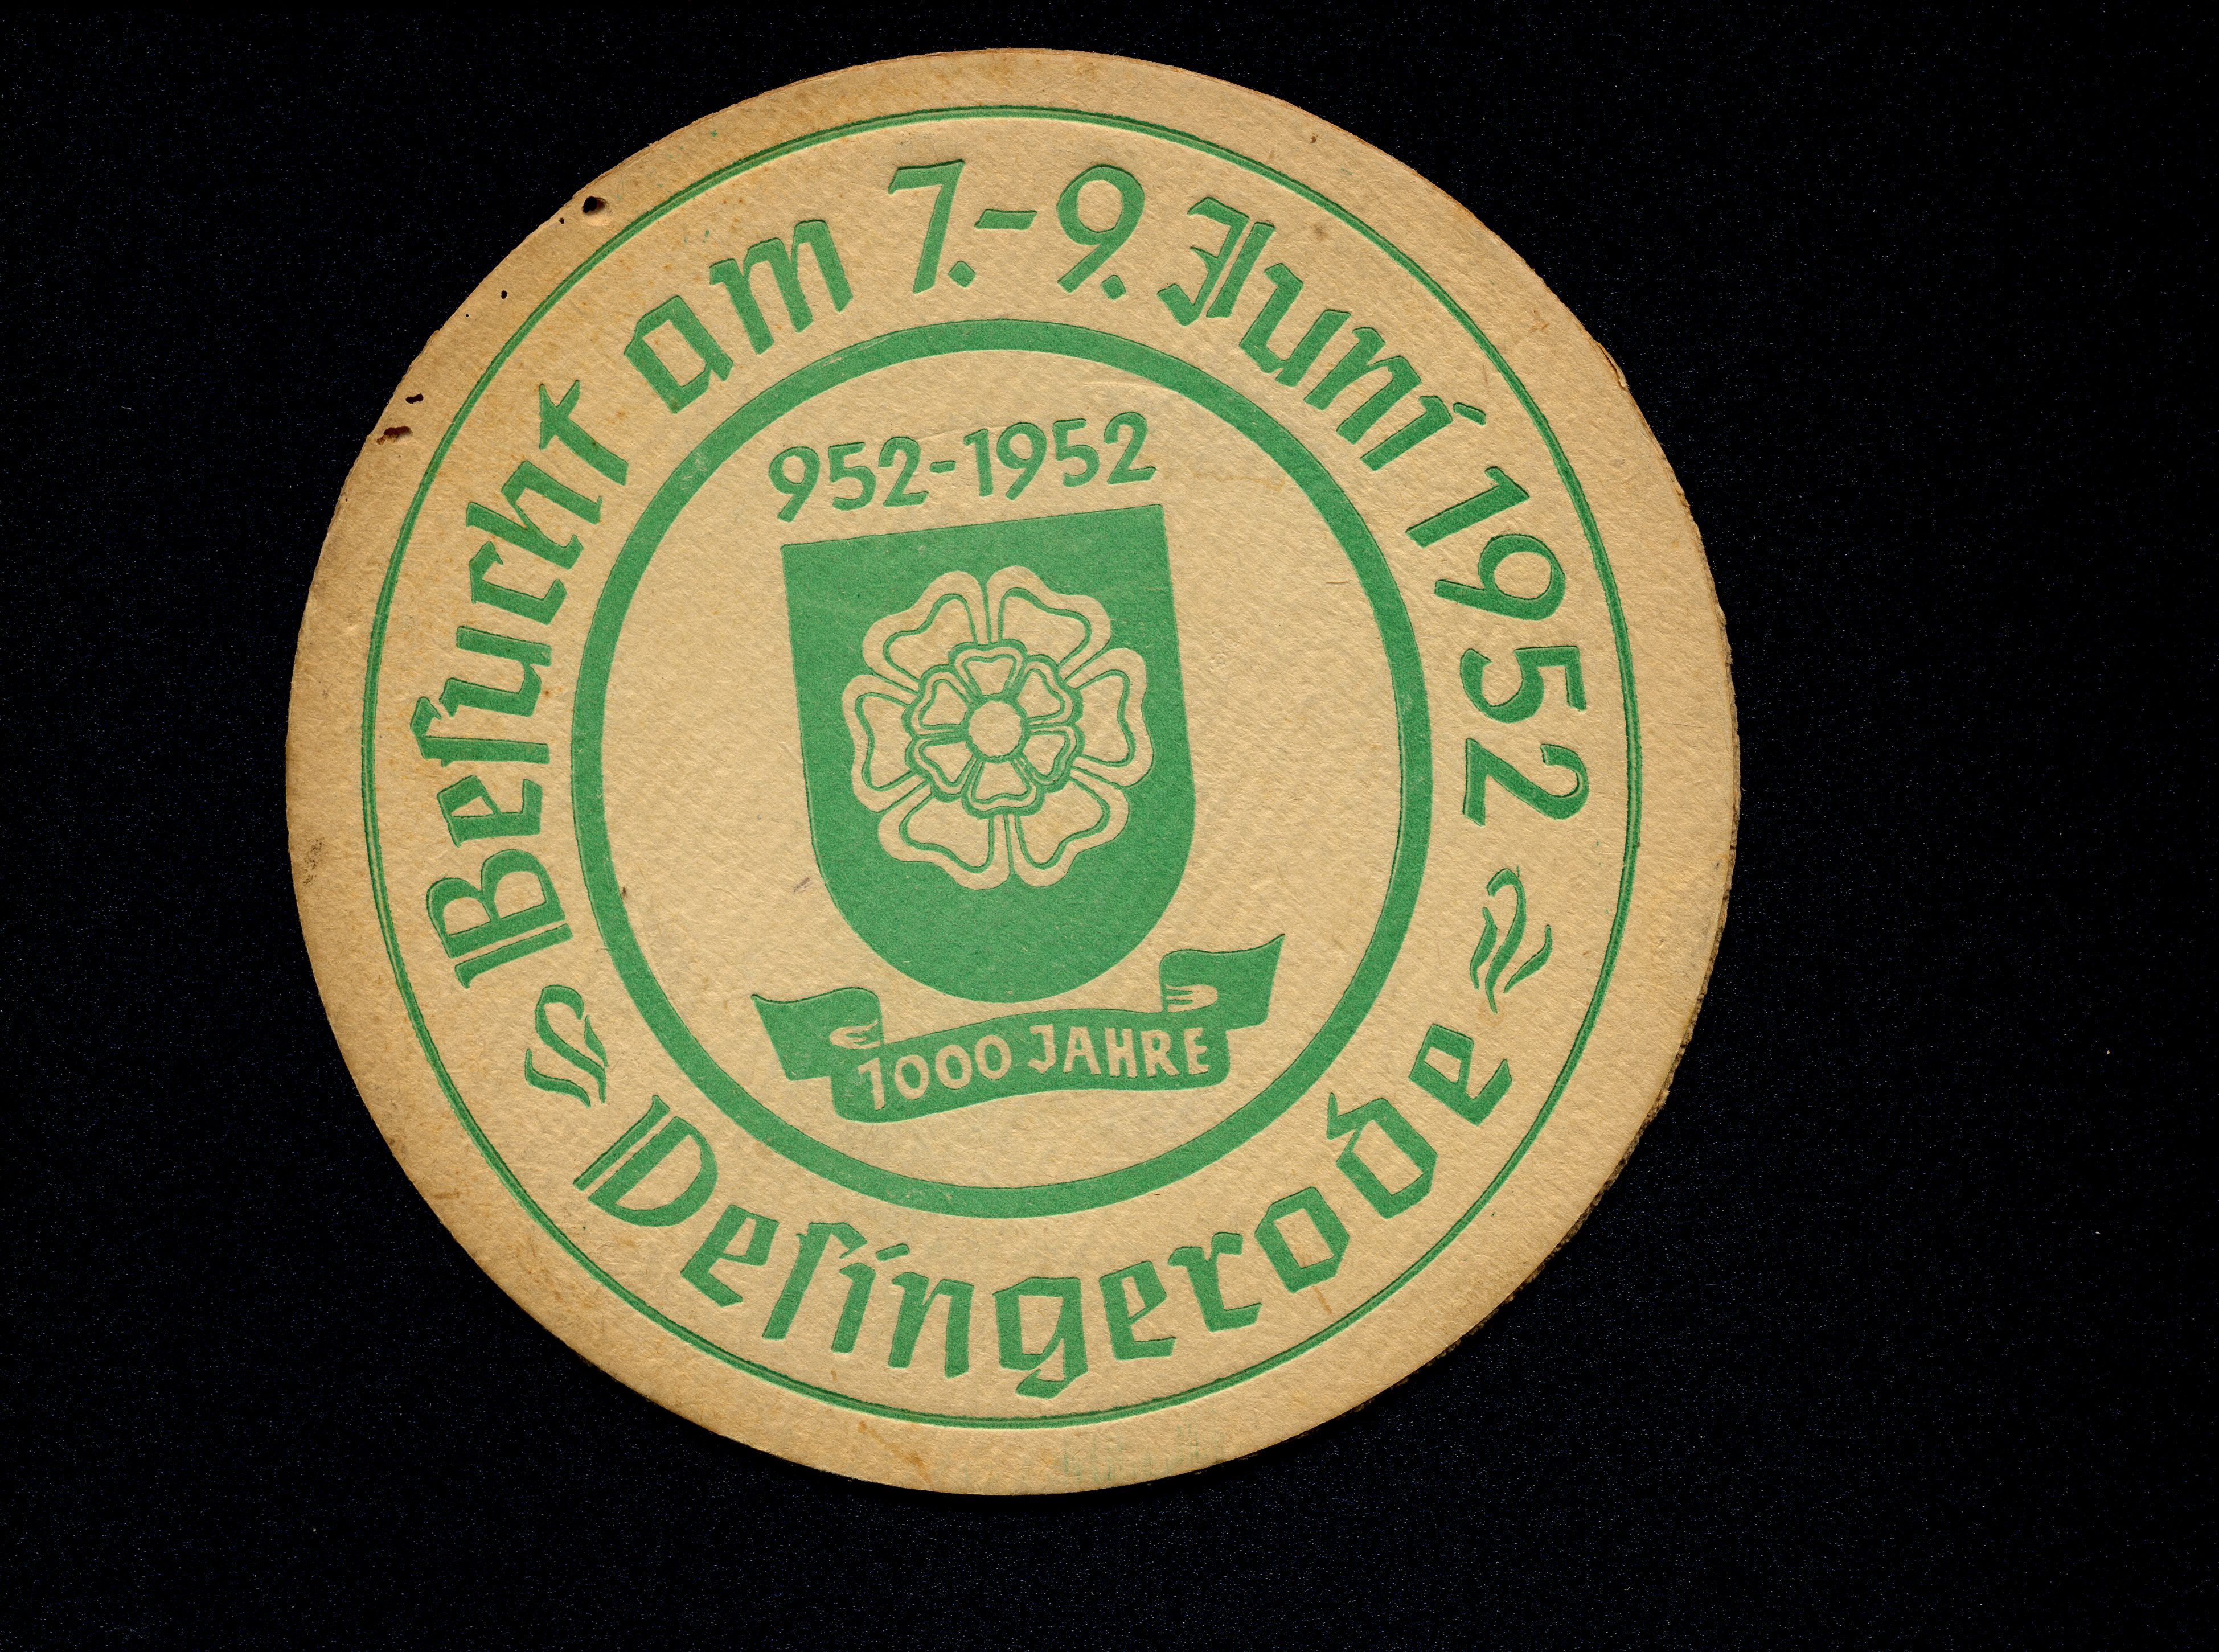 Beſucht am 7.-9. Juni 1952
952-1952
1000 JAHRE
Deſingerode